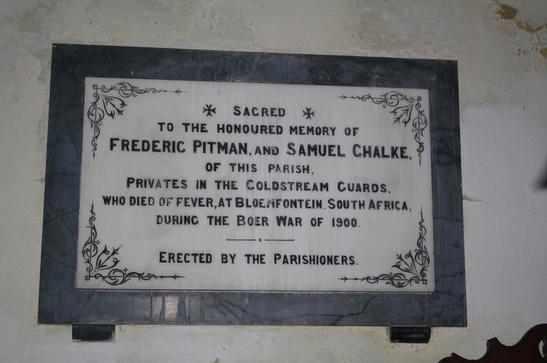 SACRED
TO THE HONOURED MEMORY OF
FREDERIC PITMAN, AND SAMUEL CHALKE,
OF THIS PARISH,
PRIVATES IN THE COLDSTREAM GUARDS,
WHO DIED OF FEVER, AT BLOEMFONTEIN, SOUTH AFRICA,
DURING THE BOER WAR OF 1900.
ERECTED BY THE PARISHIONERS.